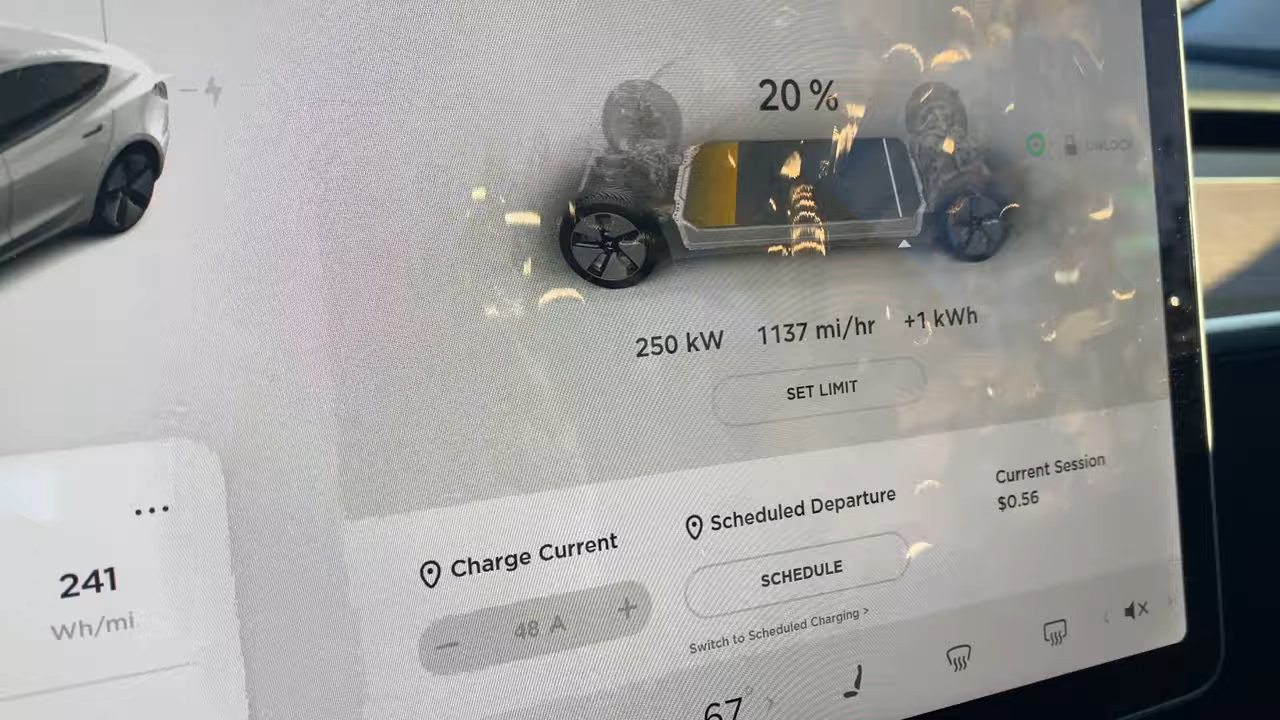 20 %
UNLOCK
250 kW 1137 mi/hr +1 kWh
SET LIMIT
Charge Current
48 A
Scheduled Departure
SCHEDULE
Switch to Scheduled Charging >
Current Session
$0.56
241
Wh/mi
67°